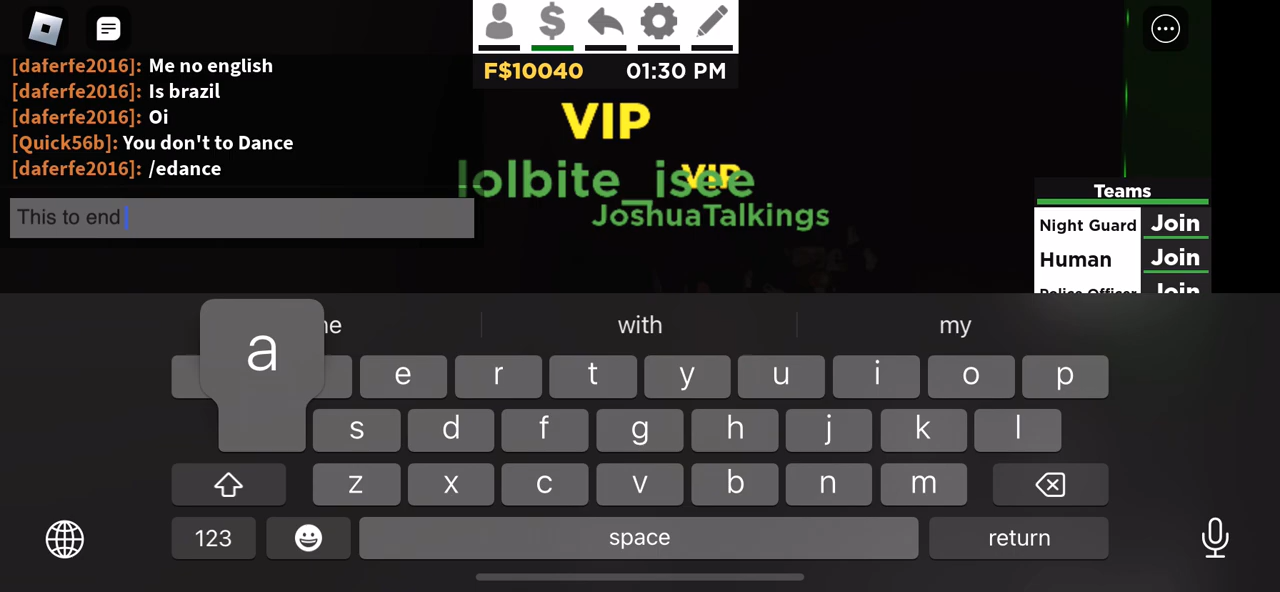 [daferfe2016]: Me no english
[daferfe2016]: Is brazil
[daferfe2016]: Oi
[Quick56b]: You don't to Dance
[daferfe2016]: /edance
This to end
F$10040 01:30 PM
VIP
lolbite_isee
VIP
JoshuaTalkings
Teams
Night Guard Join
Human Join
Police Officer Join
with my
a
e r t y u i o p
s d f g h j k l
z x c v b n m
123 space return